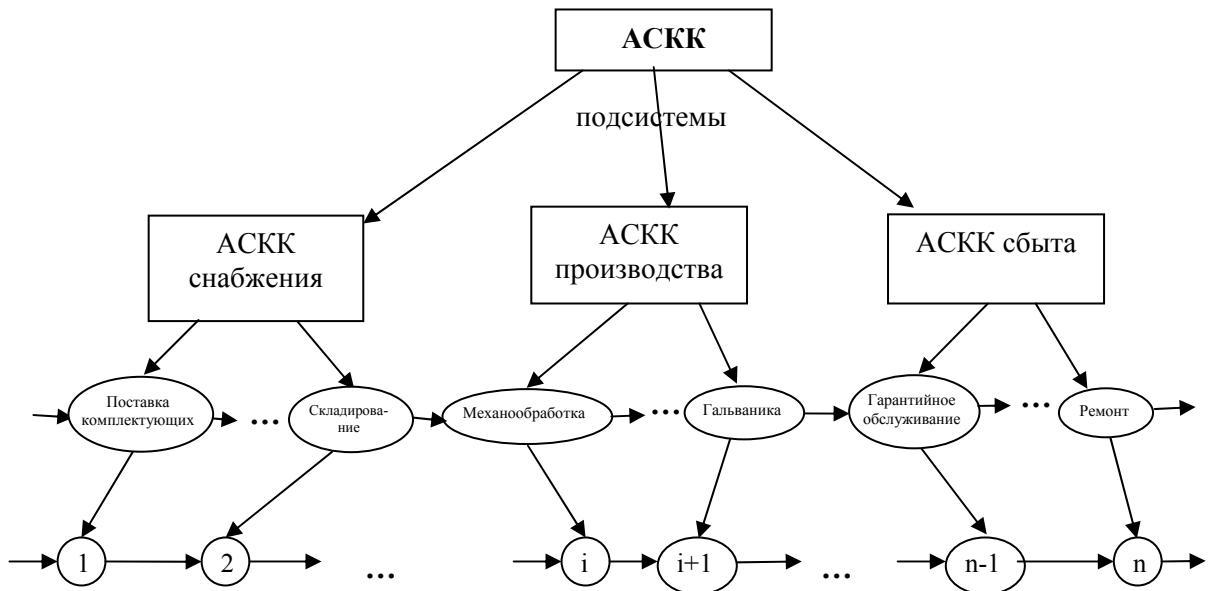 АСКК
подсистемы
АСКК
снабжения
АСКК
производства
АСКК сбыта
Поставка
комплектующих
...
Складирова-
ние
Механообработка
...
Гальваника
Гарантийное
обслуживание
...
Ремонт
1
2
...
i
i+1
...
n-1
n